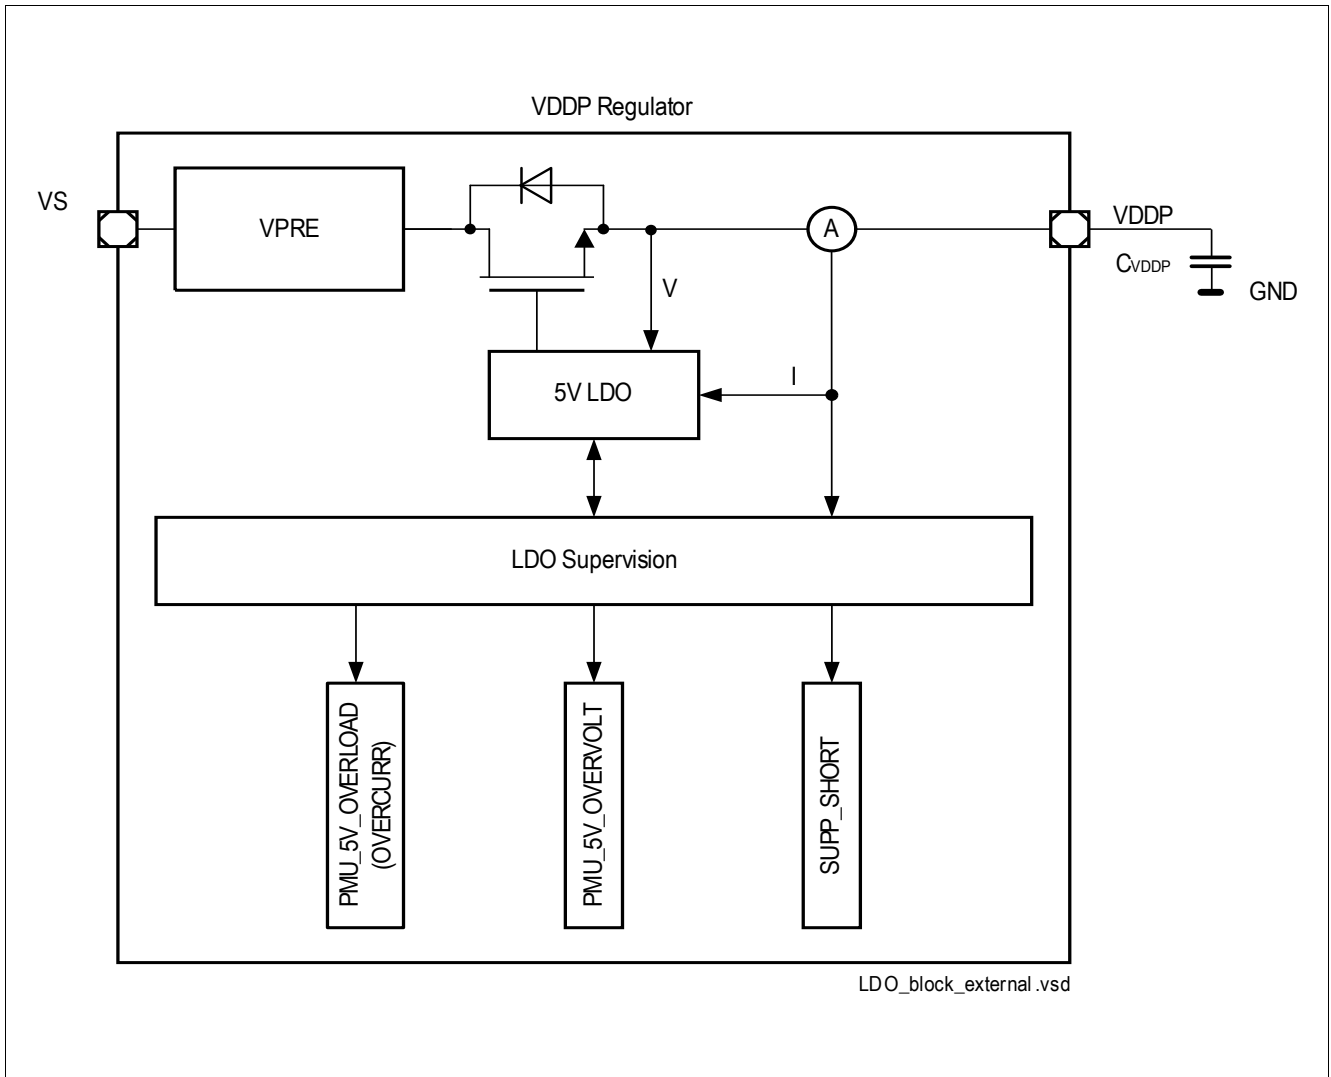 VDDP Regulator
VS
VPRE
A
VDDP
CVDDP
GND
V
5V LDO
I
LDO Supervision
PMU_5V_OVERLOAD
(OVERCURR)
PMU_5V_OVERVOLT
SUPP_SHORT
LDO_block_external.vsd